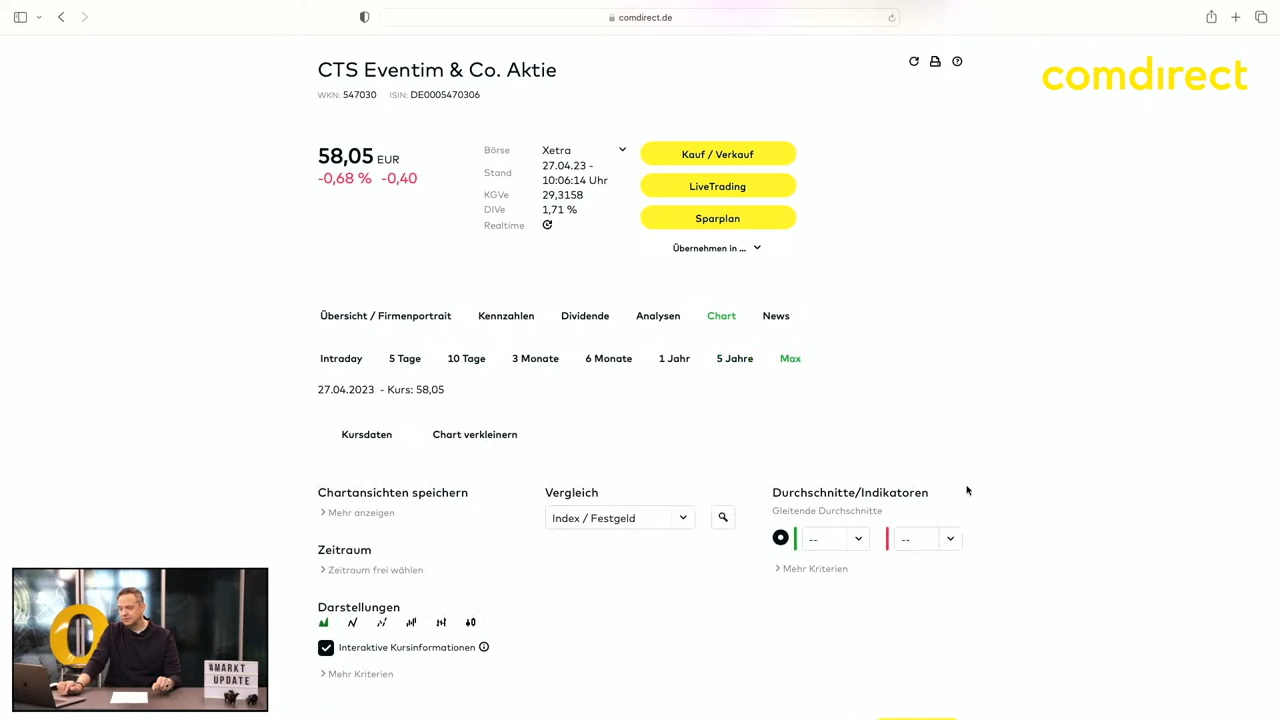 comdirect.de
CTS Eventim & Co. Aktie
WKN: 547030 ISIN: DE0005470306
comdirect
58,05 EUR
-0,68 % -0,40
Börse Xetra
Stand 27.04.23 -
10:06:14 Uhr
KGVe 29,3158
DIVe 1,71 %
Realtime
Kauf / Verkauf
LiveTrading
Sparplan
Übernehmen in ...
Übersicht / Firmenportrait Kennzahlen Dividende Analysen Chart News
Intraday 5 Tage 10 Tage 3 Monate 6 Monate 1 Jahr 5 Jahre Max
27.04.2023 - Kurs: 58,05
Kursdaten Chart verkleinern
Chartansichten speichern
Mehr anzeigen
Zeitraum
Zeitraum frei wählen
Darstellungen
Interaktive Kursinformationen
Mehr Kriterien
Vergleich
Index / Festgeld
Durchschnitte/Indikatoren
Gleitende Durchschnitte
-- --
Mehr Kriterien
#MARKT
UPDATE